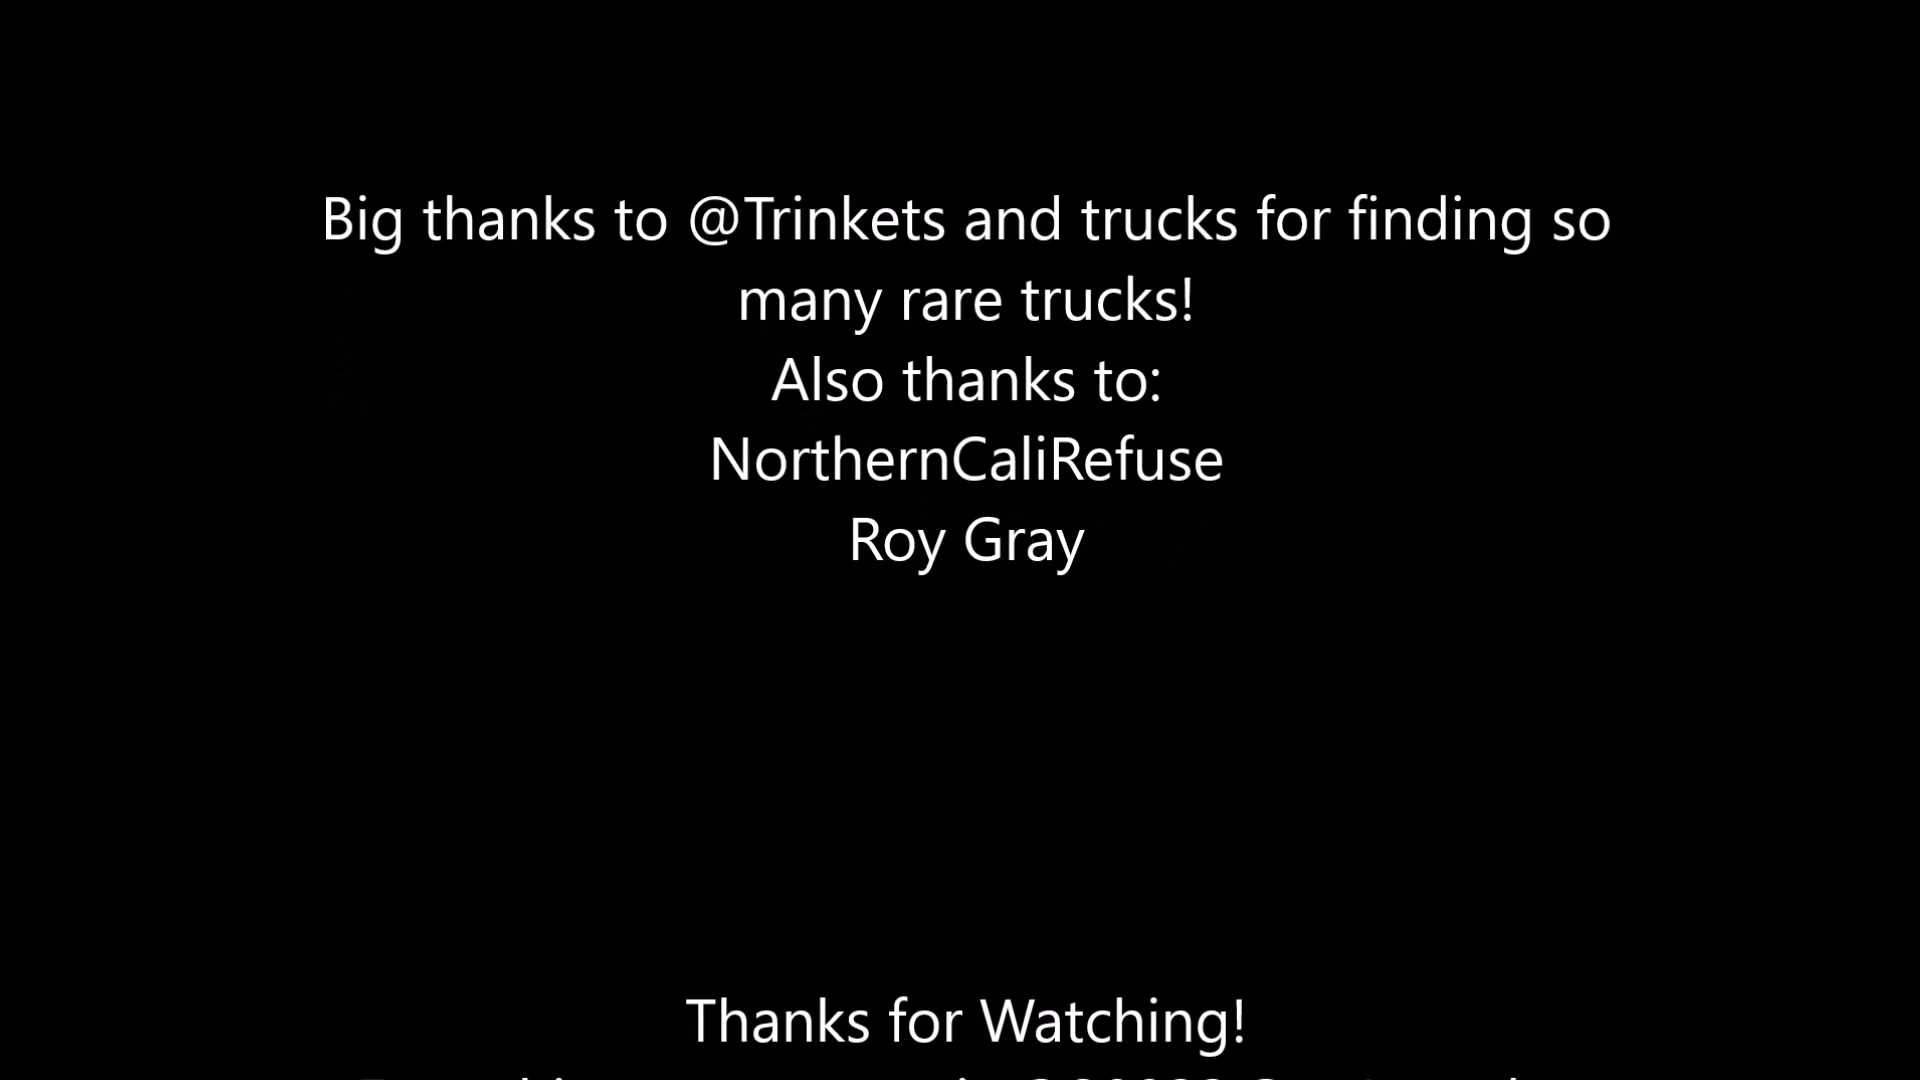 Big thanks to @Trinkets and trucks for finding so
many rare trucks!
Also thanks to:
NorthernCaliRefuse
Roy Gray
Thanks for Watching!